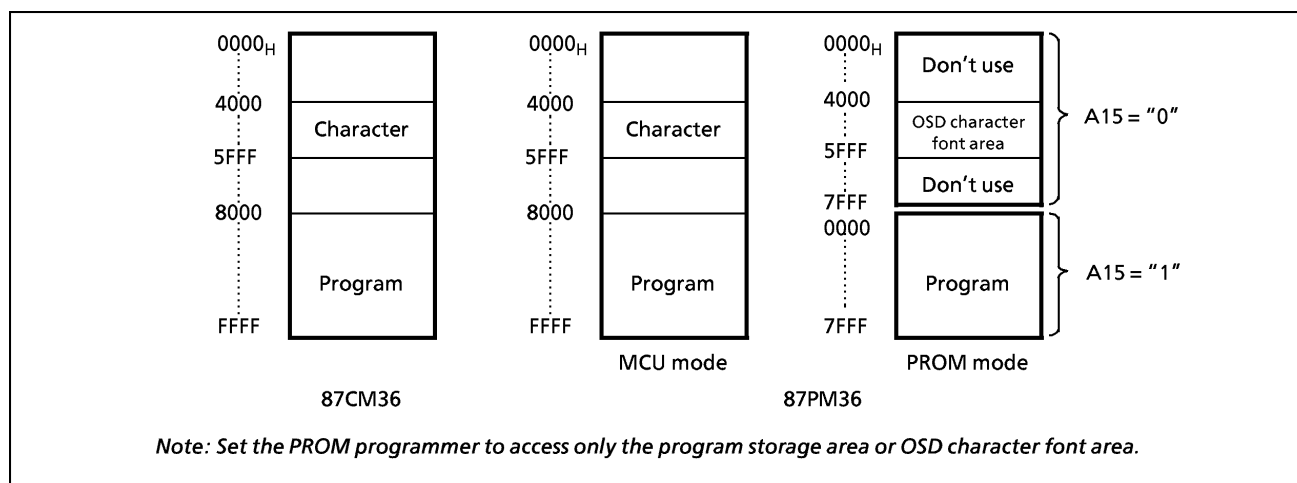 0000H
4000
Character
5FFF
8000
Program
FFFF
87CM36
0000H
4000
Character
5FFF
8000
Program
FFFF
MCU mode
0000H
Don't use
4000
OSD character
font area
5FFF
Don't use
7FFF
A15 = “0”
0000
Program
7FFF
A15 = “1”
PROM mode
87PM36
Note: Set the PROM programmer to access only the program storage area or OSD character font area.